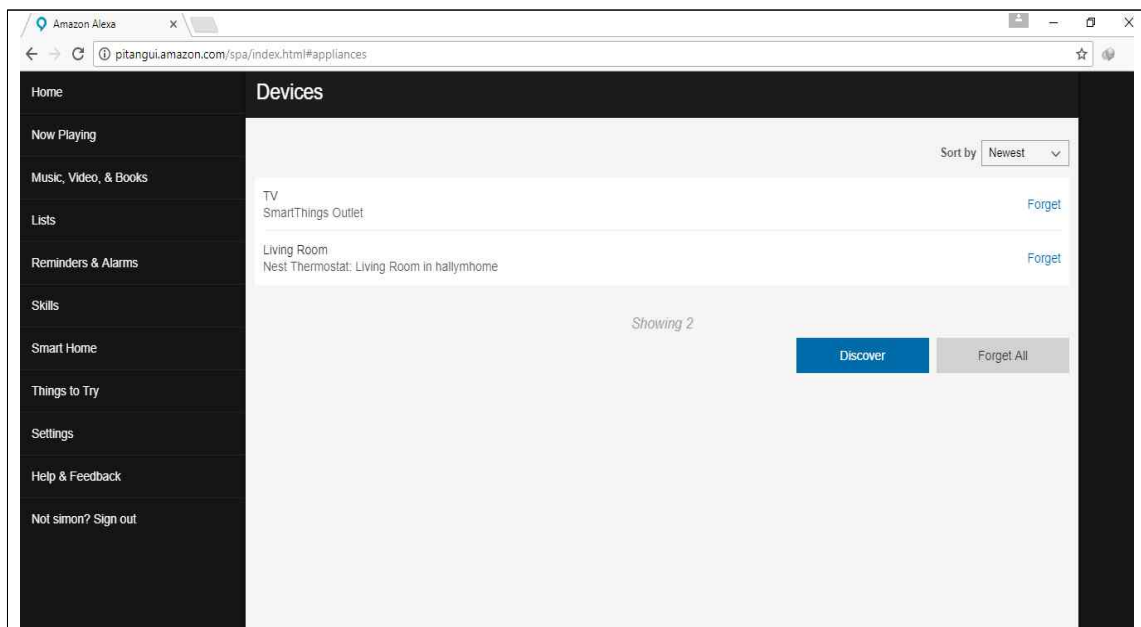 Amazon Alexa
pitangui.amazon.com/spa/index.html#appliances
Home
Now Playing
Music, Video, & Books
Lists
Reminders & Alarms
Skills
Smart Home
Things to Try
Settings
Help & Feedback
Not simon? Sign out
Devices
Sort by Newest
TV
SmartThings Outlet
Forget
Living Room
Nest Thermostat: Living Room in hallymhome
Forget
Showing 2
Discover
Forget All